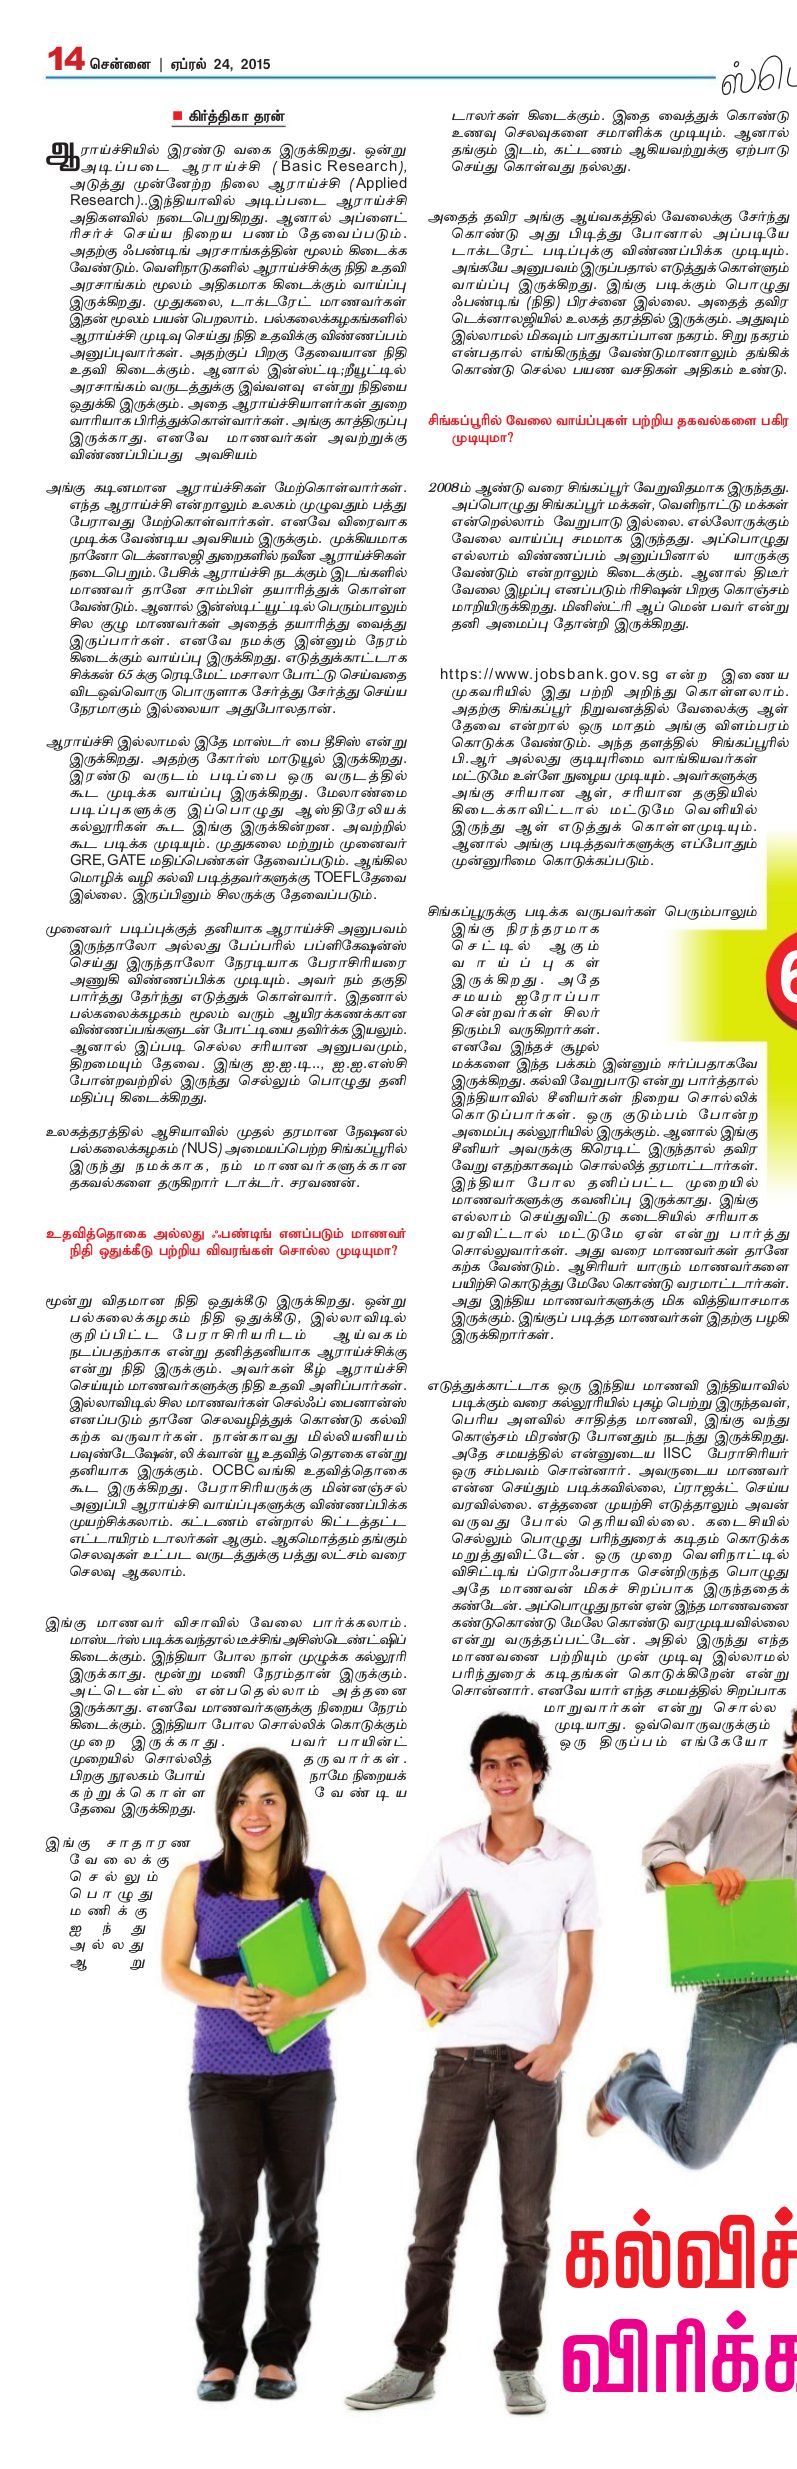 14 சென்னை | ஏப்ரல் 24, 2015
ஸ்பெ
கிர்த்திகா தரன்
ஆராய்ச்சியில் இரண்டு வகை இருக்கிறது. ஒன்று
அடிப்படை ஆராய்ச்சி (Basic Research),
அடுத்து முன்னேற்ற நிலை ஆராய்ச்சி (Applied
Research)..இந்தியாவில் அடிப்படை ஆராய்ச்சி
அதிகளவில் நடைபெறுகிறது. ஆனால் அப்ளைட்
ரிசர்ச் செய்ய நிறைய பணம் தேவைப்படும்.
அதற்கு ஃபண்டிங் அரசாங்கத்தின் மூலம் கிடைக்க
வேண்டும். வெளிநாடுகளில் ஆராய்ச்சிக்கு நிதி உதவி
அரசாங்கம் மூலம் அதிகமாக கிடைக்கும் வாய்ப்பு
இருக்கிறது. முதுகலை, டாக்டரேட் மாணவர்கள்
இதன் மூலம் பயன் பெறலாம். பல்கலைக்கழகங்களில்
ஆராய்ச்சி முடிவு செய்து நிதி உதவிக்கு விண்ணப்பம்
அனுப்புவார்கள். அதற்குப் பிறகு தேவையான நிதி
உதவி கிடைக்கும். ஆனால் இன்ஸ்ட்டி;றீயூட்டில்
அரசாங்கம் வருடத்துக்கு இவ்வளவு என்று நிதியை
ஒதுக்கி இருக்கும். அதை ஆராய்ச்சியாளர்கள் துறை
வாரியாக பிரித்துக்கொள்வார்கள். அங்கு காத்திருப்பு
இருக்காது. எனவே மாணவர்கள் அவற்றுக்கு
விண்ணப்பிப்பது அவசியம்
அங்கு கடினமான ஆராய்ச்சிகள் மேற்கொள்வார்கள்.
எந்த ஆராய்ச்சி என்றாலும் உலகம் முழுவதும் பத்து
பேராவது மேற்கொள்வார்கள். எனவே விரைவாக
முடிக்க வேண்டிய அவசியம் இருக்கும். முக்கியமாக
நானோ டெக்னாலஜி துறைகளில் நவீன ஆராய்ச்சிகள்
நடைபெறும். பேசிக் ஆராய்ச்சி நடக்கும் இடங்களில்
மாணவர் தானே சாம்பிள் தயாரித்துக் கொள்ள
வேண்டும். ஆனால் இன்ஸ்டிட்யூட்டில் பெரும்பாலும்
சில குழு மாணவர்கள் அதைத் தயாரித்து வைத்து
இருப்பார்கள். எனவே நமக்கு இன்னும் நேரம்
கிடைக்கும் வாய்ப்பு இருக்கிறது. எடுத்துக்காட்டாக
சிக்கன் 65 க்கு ரெடிமேட் மசாலா போட்டு செய்வதை
விடஒவ்வொரு பொருளாக சேர்த்து சேர்த்து செய்ய
நேரமாகும் இல்லையா அதுபோலதான்.
ஆராய்ச்சி இல்லாமல் இதே மாஸ்டர் பை தீசிஸ் என்று
இருக்கிறது. அதற்கு கோர்ஸ் மாடுயூல் இருக்கிறது.
இரண்டு வருடம் படிப்பை ஒரு வருடத்தில்
கூட முடிக்க வாய்ப்பு இருக்கிறது. மேலாண்மை
படிப்புகளுக்கு இப்பொழுது ஆஸ்திரேலியக்
கல்லூரிகள் கூட இங்கு இருக்கின்றன. அவற்றில்
கூட படிக்க முடியும். முதுகலை மற்றும் முனைவர்
GRE, GATE மதிப்பெண்கள் தேவைப்படும். ஆங்கில
மொழிக் வழி கல்வி படித்தவர்களுக்கு TOEFLதேவை
இல்லை. இருப்பினும் சிலருக்கு தேவைப்படும்.
முனைவர் படிப்புக்குத் தனியாக ஆராய்ச்சி அனுபவம்
இருந்தாலோ அல்லது பேப்பரில் பப்ளிகேஷன்ஸ்
செய்து இருந்தாலோ நேரடியாக பேராசிரியரை
அணுகி விண்ணப்பிக்க முடியும். அவர் நம் தகுதி
பார்த்து தேர்ந்து எடுத்துக் கொள்வார். இதனால்
பல்கலைக்கழகம் மூலம் வரும் ஆயிரக்கணக்கான
விண்ணப்பங்களுடன் போட்டியை தவிர்க்க இயலும்.
ஆனால் இப்படி செல்ல சரியான அனுபவமும்,
திறமையும் தேவை. இங்கு ஐ.ஐ.டி.., ஐ.ஐ.எஸ்சி
போன்றவற்றில் இருந்து செல்லும் பொழுது தனி
மதிப்பு கிடைக்கிறது.
உலகத்தரத்தில் ஆசியாவில் முதல் தரமான நேஷனல்
பல்கலைக்கழகம் (NUS) அமையப்பெற்ற சிங்கப்பூரில்
இருந்து நமக்காக, நம் மாணவர்களுக்கான
தகவல்களை தருகிறார் டாக்டர். சரவணன்.
உதவித்தொகை அல்லது ஃபண்டிங் எனப்படும் மாணவர்
நிதி ஒதுக்கீடு பற்றிய விவரங்கள் சொல்ல முடியுமா?
மூன்று விதமான நிதி ஒதுக்கீடு இருக்கிறது. ஒன்று
பல்கலைக்கழகம் நிதி ஒதுக்கீடு, இல்லாவிடில்
குறிப்பிட்ட பேராசிரியரிடம் ஆய்வகம்
நடப்பதற்காக என்று தனித்தனியாக ஆராய்ச்சிக்கு
என்று நிதி இருக்கும். அவர்கள் கீழ் ஆராய்ச்சி
செய்யும் மாணவர்களுக்கு நிதி உதவி அளிப்பார்கள்.
இல்லாவிடில் சில மாணவர்கள் செல்ஃப் பைனான்ஸ்
எனப்படும் தானே செலவழித்துக் கொண்டு கல்வி
கற்க வருவார்கள். நான்காவது மில்லியனியம்
பவுண்டேஷேன், லி க்வான் யூ உதவித் தொகை என்று
தனியாக இருக்கும். OCBC வங்கி உதவித்தொகை
கூட இருக்கிறது. பேராசிரியருக்கு மின்னஞ்சல்
அனுப்பி ஆராய்ச்சி வாய்ப்புகளுக்கு விண்ணப்பிக்க
முயற்சிக்கலாம். கட்டணம் என்றால் கிட்டத்தட்ட
எட்டாயிரம் டாலர்கள் ஆகும். ஆகமொத்தம் தங்கும்
செலவுகள் உட்பட வருடத்துக்கு பத்து லட்சம் வரை
செலவு ஆகலாம்.
இங்கு மாணவர் விசாவில் வேலை பார்க்கலாம்.
மாஸ்டர்ஸ் படிக்க வந்தால் டீச்சிங் அசிஸ்டெண்ட்ஷிப்
கிடைக்கும். இந்தியா போல நாள் முழுக்க கல்லூரி
இருக்காது. மூன்று மணி நேரம்தான் இருக்கும்.
அட்டென்ட்ஸ் என்பதெல்லாம் அத்தனை
இருக்காது. எனவே மாணவர்களுக்கு நிறைய நேரம்
கிடைக்கும். இந்தியா போல சொல்லிக் கொடுக்கும்
முறை இருக்காது. பவர் பாயின்ட்
முறையில் சொல்லித் தருவார்கள்.
பிறகு நூலகம் போய் நாமே நிறையக்
கற்றுக்கொள்ள வேண்டிய
தேவை இருக்கிறது.
இங்கு சாதாரண
வேலைக்கு
செல்லும்
பொழுது
மணிக்கு
ஐந்து
அல்லது
ஆறு
டாலர்கள் கிடைக்கும். இதை வைத்துக் கொண்டு
உணவு செலவுகளை சமாளிக்க முடியும். ஆனால்
தங்கும் இடம், கட்டணம் ஆகியவற்றுக்கு ஏற்பாடு
செய்து கொள்வது நல்லது.
அதைத் தவிர அங்கு ஆய்வகத்தில் வேலைக்கு சேர்ந்து
கொண்டு அது பிடித்து போனால் அப்படியே
டாக்டரேட் படிப்புக்கு விண்ணப்பிக்க முடியும்.
அங்கயே அனுபவம் இருப்பதால் எடுத்துக் கொள்ளும்
வாய்ப்பு இருக்கிறது. இங்கு படிக்கும் பொழுது
ஃபண்டிங் (நிதி) பிரச்னை இல்லை. அதைத் தவிர
டெக்னாலஜியில் உலகத் தரத்தில் இருக்கும். அதுவும்
இல்லாமல் மிகவும் பாதுகாப்பான நகரம். சிறு நகரம்
என்பதால் எங்கிருந்து வேண்டுமானாலும் தங்கிக்
கொண்டு செல்ல பயண வசதிகள் அதிகம் உண்டு.
சிங்கப்பூரில் வேலை வாய்ப்புகள் பற்றிய தகவல்களை பகிர
முடியுமா?
2008ம் ஆண்டு வரை சிங்கப்பூர் வேறுவிதமாக இருந்தது.
அப்பொழுது சிங்கப்பூர் மக்கள், வெளிநாட்டு மக்கள்
என்றெல்லாம் வேறுபாடு இல்லை. எல்லோருக்கும்
வேலை வாய்ப்பு சமமாக இருந்தது. அப்பொழுது
எல்லாம் விண்ணப்பம் அனுப்பினால் யாருக்கு
வேண்டும் என்றாலும் கிடைக்கும். ஆனால் திடீர்
வேலை இழப்பு எனப்படும் ரிசிஷன் பிறகு கொஞ்சம்
மாறியிருக்கிறது. மினிஸ்ட்ரி ஆப் மென் பவர் என்று
தனி அமைப்பு தோன்றி இருக்கிறது.
https://www.jobsbank.gov.sg என்ற இணைய
முகவரியில் இது பற்றி அறிந்து கொள்ளலாம்.
அதற்கு சிங்கப்பூர் நிறுவனத்தில் வேலைக்கு ஆள்
தேவை என்றால் ஒரு மாதம் அங்கு விளம்பரம்
கொடுக்க வேண்டும். அந்த தளத்தில் சிங்கப்பூரில்
பி.ஆர் அல்லது குடியுரிமை வாங்கியவர்கள்
மட்டுமே உள்ளே நுழைய முடியும். அவர்களுக்கு
அங்கு சரியான ஆள், சரியான தகுதியில்
கிடைக்காவிட்டால் மட்டுமே வெளியில்
இருந்து ஆள் எடுத்துக் கொள்ளமுடியும்.
ஆனால் அங்கு படித்தவர்களுக்கு எப்போதும்
முன்னுரிமை கொடுக்கப்படும்.
சிங்கப்பூருக்கு படிக்க வருபவர்கள் பெரும்பாலும்
இங்கு நிரந்தரமாக
செட்டில் ஆகும்
வாய்ப்புகள்
இருக்கிறது. அதே
சமயம் ஐரோப்பா
சென்றவர்கள் சிலர்
திரும்பி வருகிறார்கள்.
எனவே இந்தச் சூழல்
மக்களை இந்த பக்கம் இன்னும் ஈர்ப்பதாகவே
இருக்கிறது. கல்வி வேறுபாடு என்று பார்த்தால்
இந்தியாவில் சீனியர்கள் நிறைய சொல்லிக்
கொடுப்பார்கள். ஒரு குடும்பம் போன்ற
அமைப்பு கல்லூரியில் இருக்கும். ஆனால் இங்கு
சீனியர் அவருக்கு கிரெடிட் இருந்தால் தவிர
வேறு எதற்காகவும் சொல்லித் தரமாட்டார்கள்.
இந்தியா போல தனிப்பட்ட முறையில்
மாணவர்களுக்கு கவனிப்பு இருக்காது. இங்கு
எல்லாம் செய்துவிட்டு கடைசியில் சரியாக
வரவிட்டால் மட்டுமே ஏன் என்று பார்த்து
சொல்லுவார்கள். அது வரை மாணவர்கள் தானே
கற்க வேண்டும். ஆசிரியர் யாரும் மாணவர்களை
பயிற்சி கொடுத்து மேலே கொண்டு வரமாட்டார்கள்.
அது இந்திய மாணவர்களுக்கு மிக வித்தியாசமாக
இருக்கும். இங்குப் படித்த மாணவர்கள் இதற்கு பழகி
இருக்கிறார்கள்.
எடுத்துக்காட்டாக ஒரு இந்திய மாணவி இந்தியாவில்
படிக்கும் வரை கல்லூரியில் புகழ் பெற்று இருந்தவள்,
பெரிய அளவில் சாதித்த மாணவி, இங்கு வந்து
கொஞ்சம் மிரண்டு போனதும் நடந்து இருக்கிறது.
அதே சமயத்தில் என்னுடைய IISC பேராசிரியர்
ஒரு சம்பவம் சொன்னார். அவருடைய மாணவர்
என்ன செய்தும் படிக்கவில்லை, ப்ராஜக்ட் செய்ய
வரவில்லை. எத்தனை முயற்சி எடுத்தாலும் அவன்
வருவது போல் தெரியவில்லை. கடைசியில்
செல்லும் பொழுது பரிந்துரைக் கடிதம் கொடுக்க
மறுத்துவிட்டேன். ஒரு முறை வெளிநாட்டில்
விசிட்டிங் ப்ரொஃபசராக சென்றிருந்த பொழுது
அதே மாணவன் மிகச் சிறப்பாக இருந்ததைக்
கண்டேன். அப்பொழுது நான் ஏன் இந்த மாணவனை
கண்டுகொண்டு மேலே கொண்டு வரமுடியவில்லை
என்று வருத்தப்பட்டேன். அதில் இருந்து எந்த
மாணவனை பற்றியும் முன் முடிவு இல்லாமல்
பரிந்துரைக் கடிதங்கள் கொடுக்கிறேன் என்று
சொன்னார். எனவே யார் எந்த சமயத்தில் சிறப்பாக
மாறுவார்கள் என்று சொல்ல
முடியாது. ஒவ்வொருவருக்கும்
ஒரு திருப்பம் எங்கேயோ
6
கல்விச்
விரிக்க